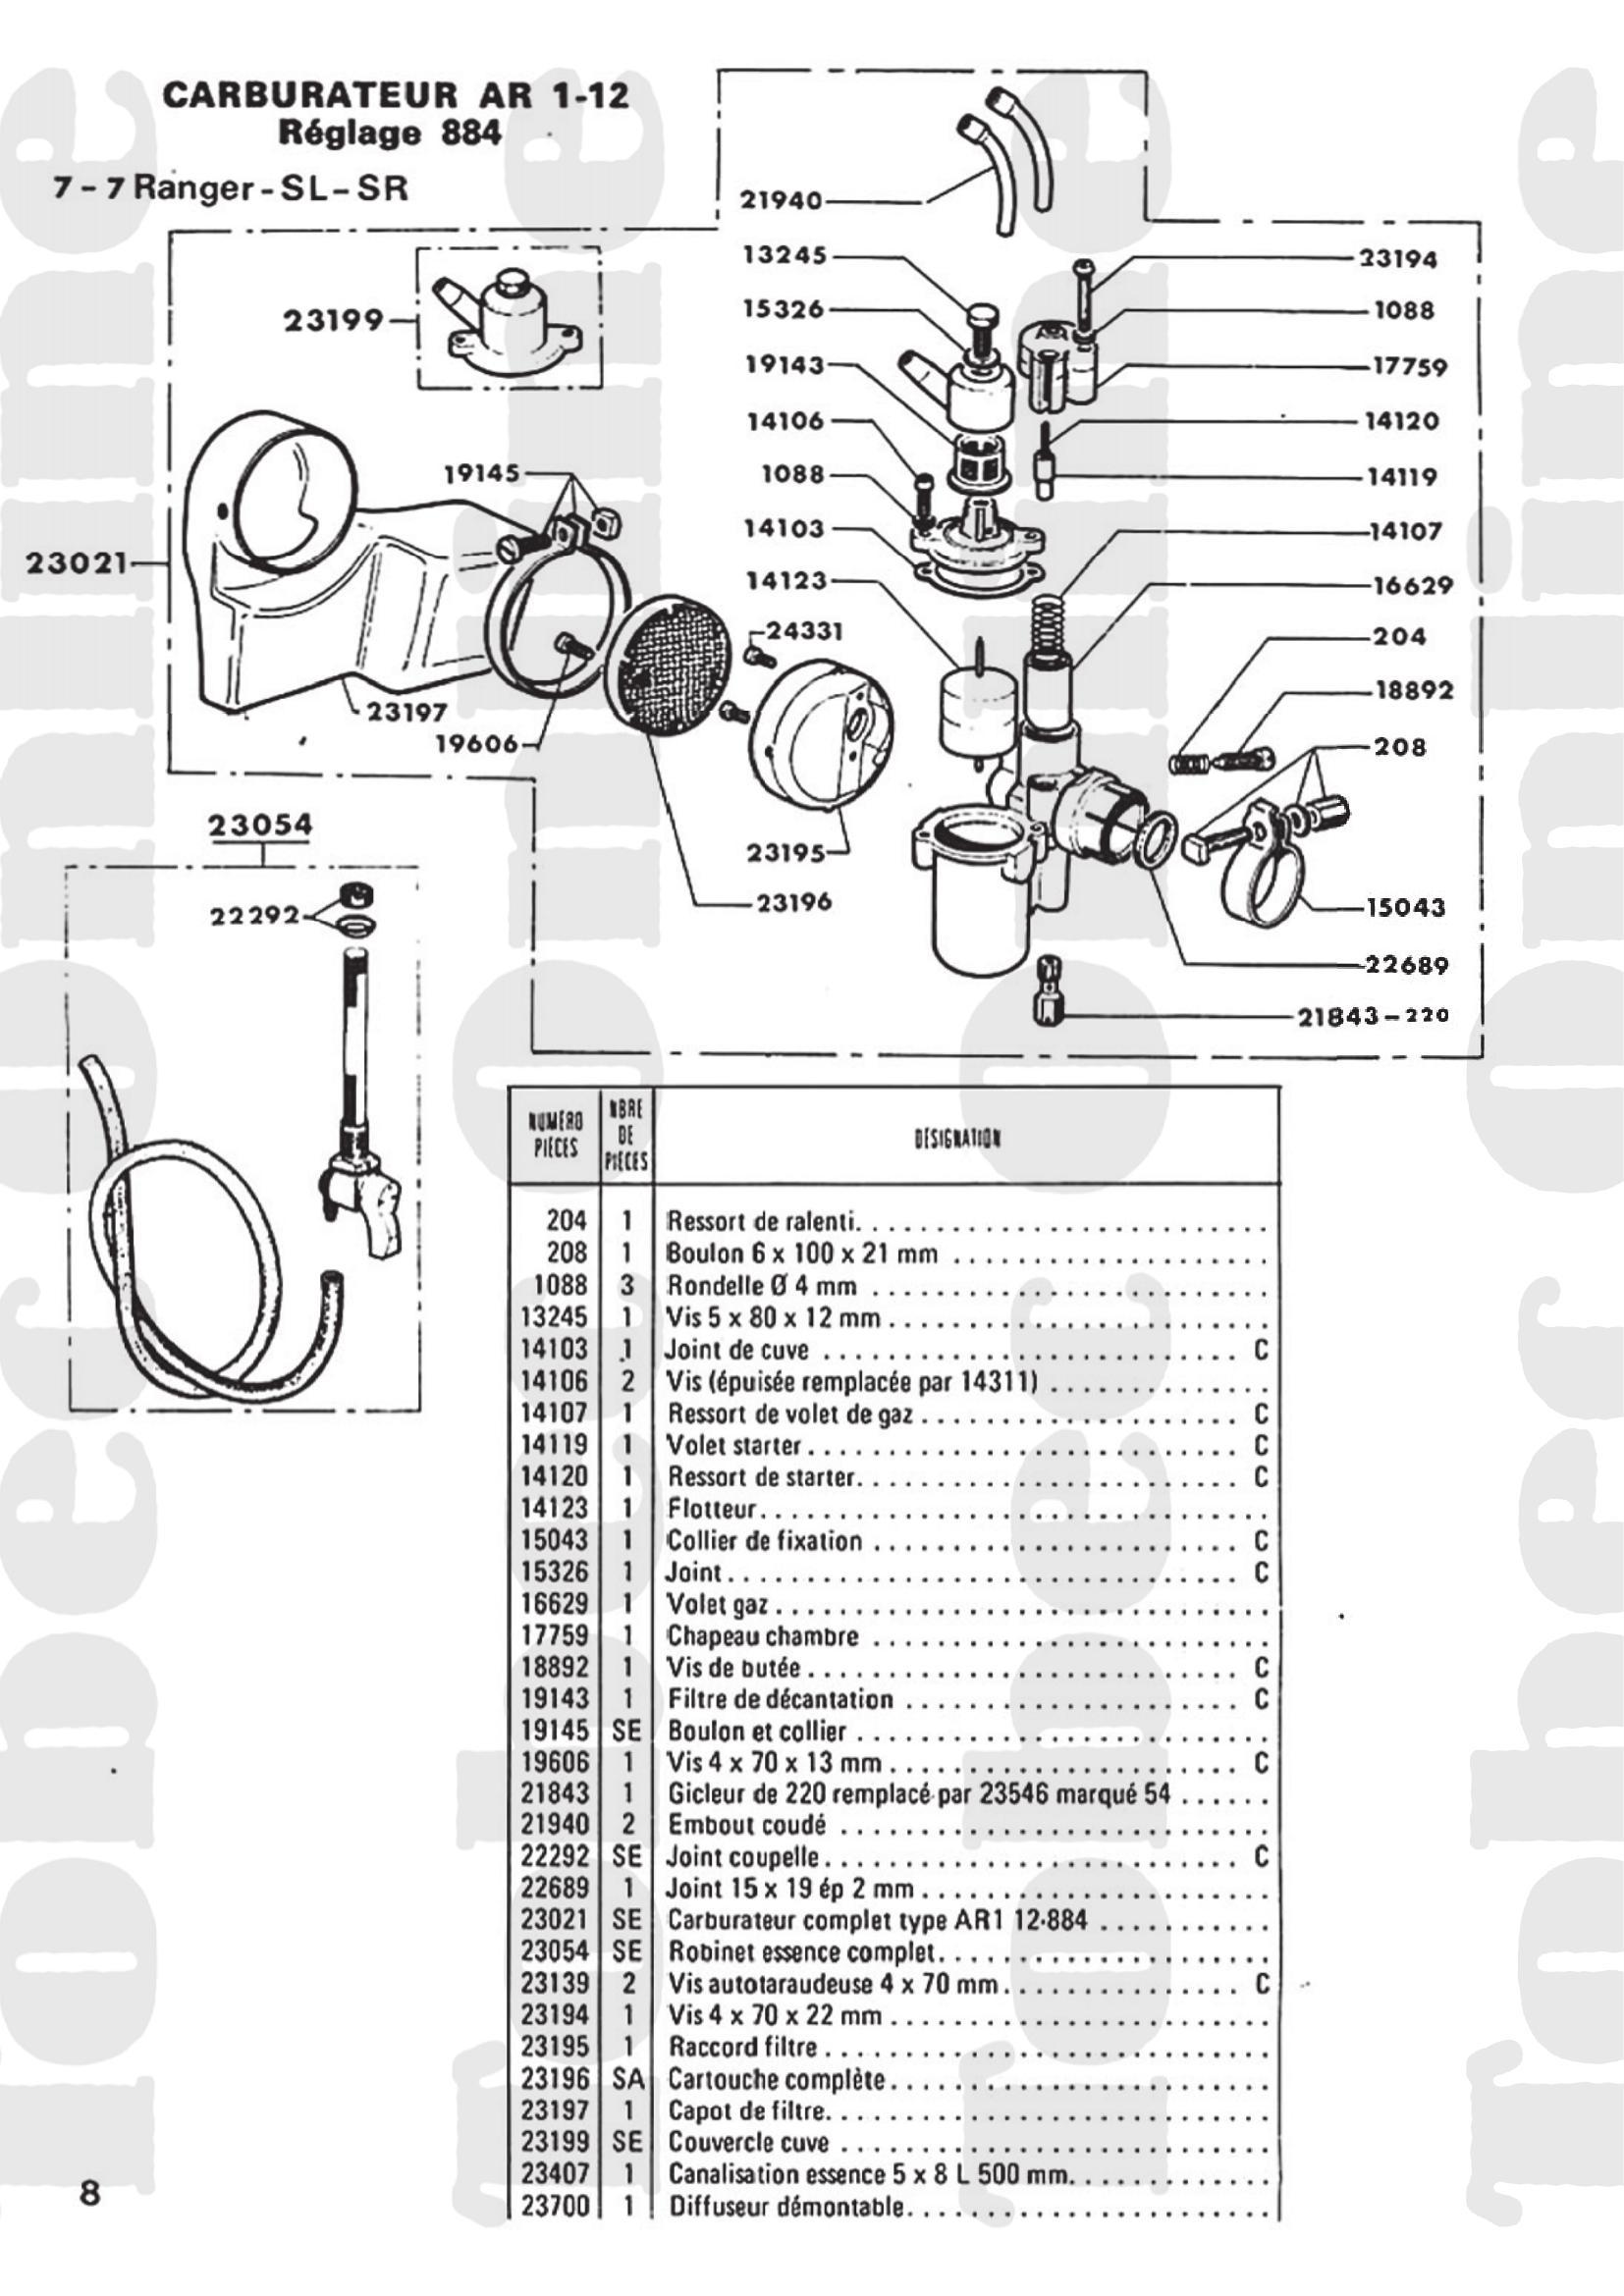 CARBURATEUR AR 1-12
Réglage 884
7 - 7 Ranger - SL - SR
21940
13245
23194
15326
1088
23199
19143
17759
14106
14120
19145
1088
14119
14103
14107
23021
14123
16629
24331
204
18892
23197
19606
208
23054
23195
23196
22292
15043
22689
21843-220
NUMÉRO PIÈCES NBRE DE PIÈCES DÉSIGNATION
204 1 Ressort de ralenti
208 1 Boulon 6 x 100 x 21 mm
1088 3 Rondelle Ø 4 mm
13245 1 Vis 5 x 80 x 12 mm
14103 1 Joint de cuve C
14106 2 Vis (épuisée remplacée par 14311)
14107 1 Ressort de volet de gaz C
14119 1 Volet starter C
14120 1 Ressort de starter C
14123 1 Flotteur
15043 1 Collier de fixation C
15326 1 Joint C
16629 1 Volet gaz
17759 1 Chapeau chambre
18892 1 Vis de butée C
19143 1 Filtre de décantation C
19145 SE Boulon et collier
19606 1 Vis 4 x 70 x 13 mm C
21843 1 Gicleur de 220 remplacé par 23546 marqué 54
21940 2 Embout coudé
22292 SE Joint coupelle C
22689 1 Joint 15 x 19 ép 2 mm
23021 SE Carburateur complet type AR1 12-884
23054 SE Robinet essence complet
23139 2 Vis autotaraudeuse 4 x 70 mm C
23194 1 Vis 4 x 70 x 22 mm
23195 1 Raccord filtre
23196 SA Cartouche complète
23197 1 Capot de filtre
23199 SE Couvercle cuve
23407 1 Canalisation essence 5 x 8 L 500 mm
23700 1 Diffuseur démontable
8